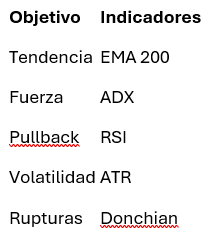 Objetivo Indicadores
Tendencia EMA 200
Fuerza ADX
Pullback RSI
Volatilidad ATR
Rupturas Donchian